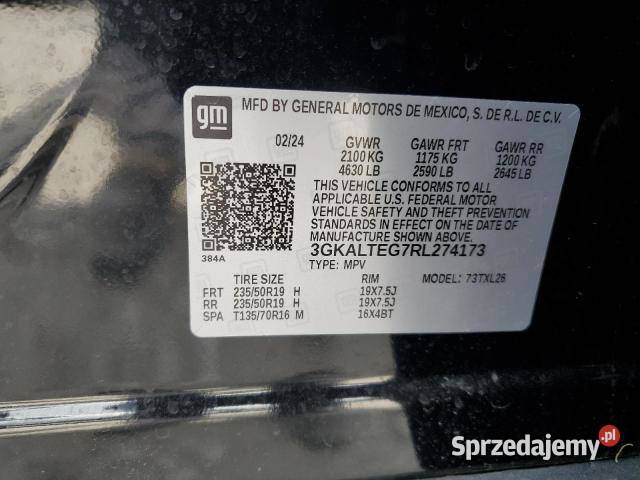 gm
MFD BY GENERAL MOTORS DE MEXICO, S. DE R.L. DE C.V.
02/24 GVWR GAWR FRT GAWR RR
2100 KG 1175 KG 1200 KG
4630 LB 2590 LB 2645 LB
THIS VEHICLE CONFORMS TO ALL
APPLICABLE U.S. FEDERAL MOTOR
VEHICLE SAFETY AND THEFT PREVENTION
STANDARDS IN EFFECT ON THE DATE OF
MANUFACTURE SHOWN ABOVE.
384A
3GKALTEG7RL274173
TYPE: MPV
TIRE SIZE RIM MODEL: 73TXL26
FRT 235/50R19 H 19X7.5J
RR 235/50R19 H 19X7.5J
SPA T135/70R16 M 16X4BT
Sprzedajemy.pl